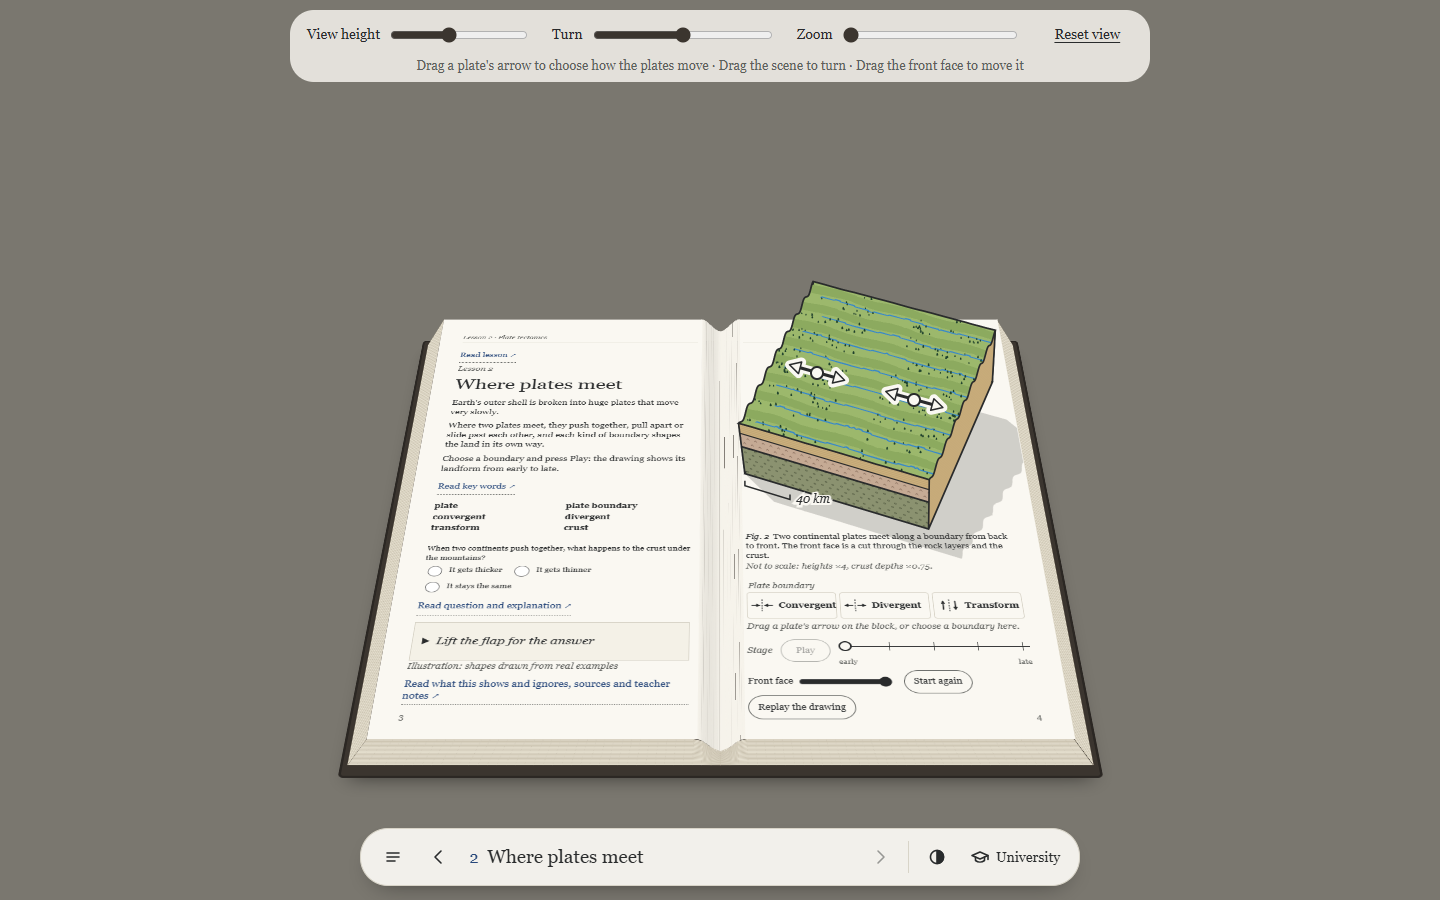 View height
Turn
Zoom
Reset view
Drag a plate's arrow to choose how the plates move · Drag the scene to turn · Drag the front face to move it
Lesson 2 · Plate tectonics
Read lesson ↗
Lesson 2
Where plates meet
Earth's outer shell is broken into huge plates that move
very slowly.
Where two plates meet, they push together, pull apart or
slide past each other, and each kind of boundary shapes
the land in its own way.
Choose a boundary and press Play: the drawing shows its
landform from early to late.
Read key words ↗
plate
plate boundary
convergent
divergent
transform
crust
When two continents push together, what happens to the crust under
the mountains?
It gets thicker
It gets thinner
It stays the same
Read question and explanation ↗
► Lift the flap for the answer
Illustration: shapes drawn from real examples
Read what this shows and ignores, sources and teacher
notes ↗
3
40 km
Fig. 2 Two continental plates meet along a boundary from back
to front. The front face is a cut through the rock layers and the
crust.
Not to scale: heights ×4, crust depths ×0.75.
Plate boundary
Convergent
Divergent
Transform
Drag a plate's arrow on the block, or choose a boundary here.
Stage
Play
early
late
Front face
Start again
Replay the drawing
4
2 Where plates meet
University